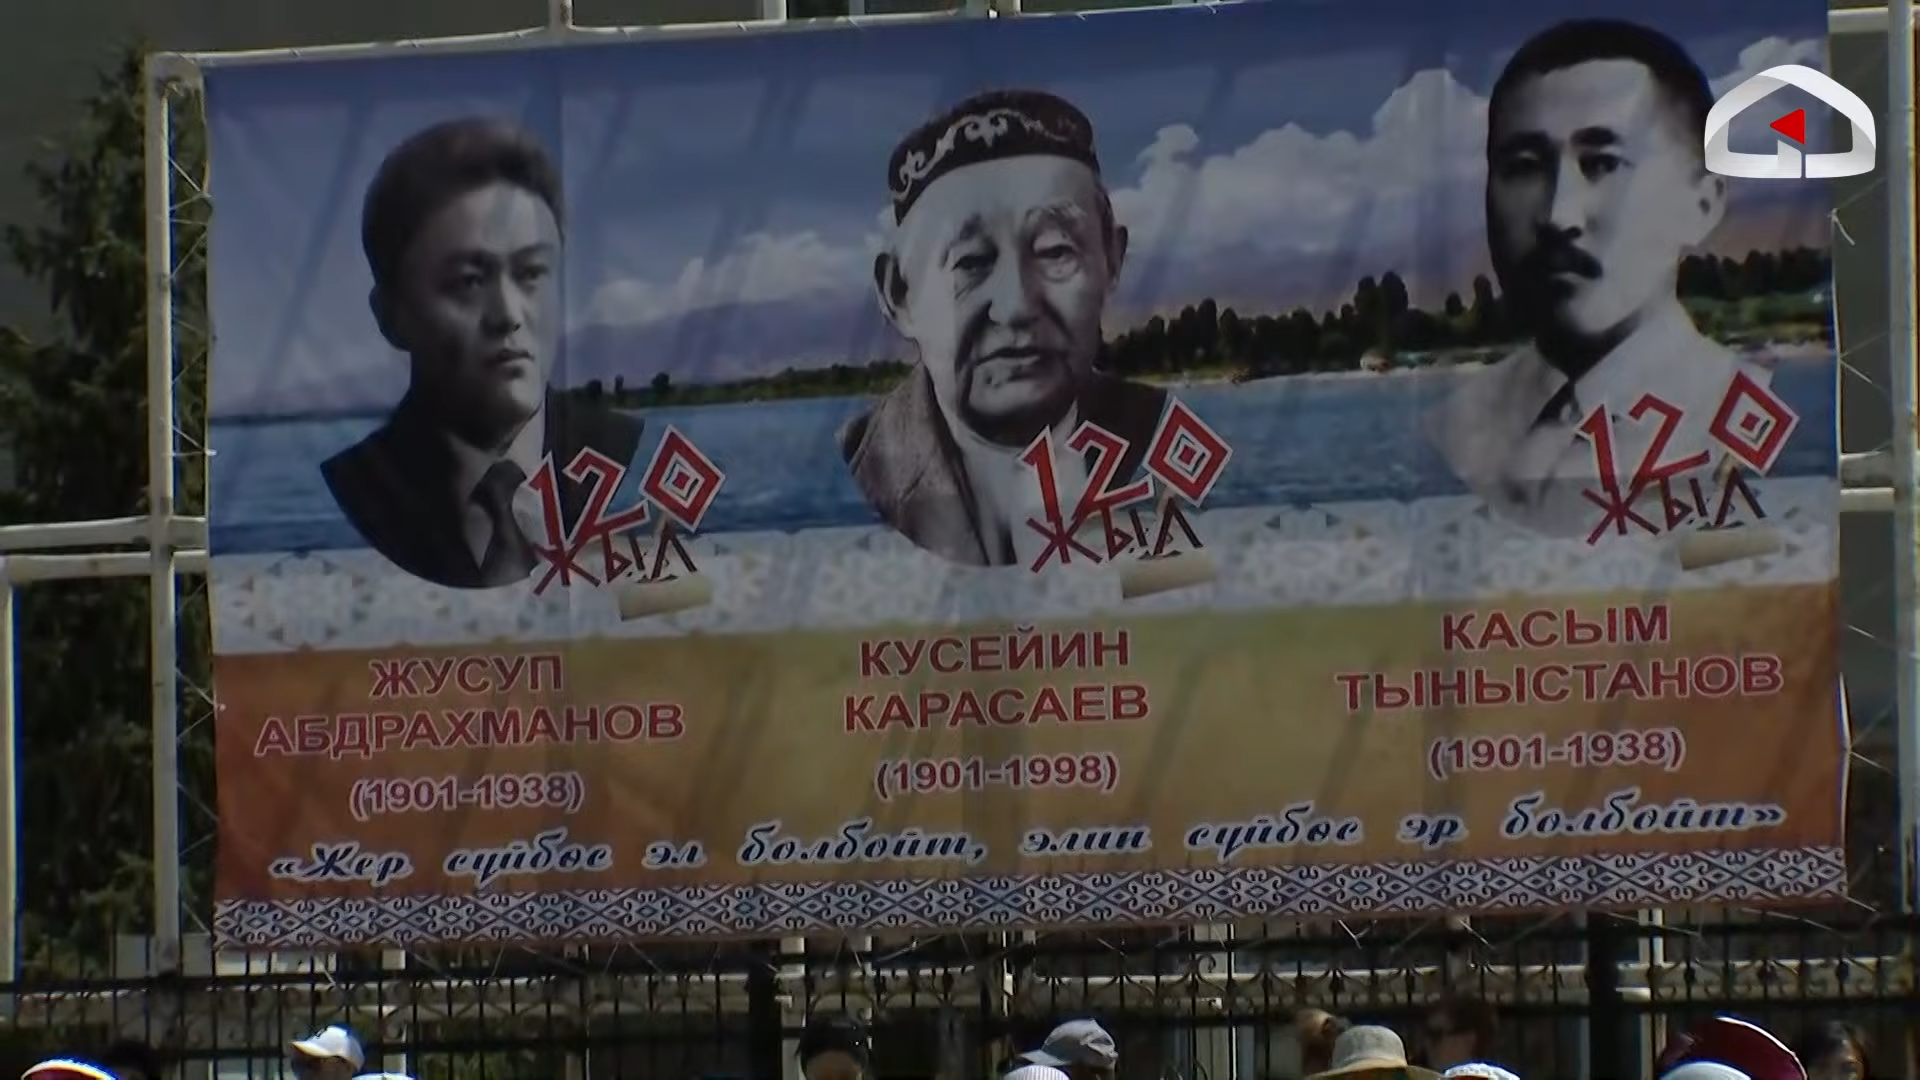 120
ЖЫЛ
120
ЖЫЛ
120
ЖЫЛ
ЖУСУП
АБДРАХМАНОВ
(1901-1938)
КУСЕЙИН
КАРАСАЕВ
(1901-1998)
КАСЫМ
ТЫНЫСТАНОВ
(1901-1938)
«Жер сүйбөс эл болбойт, элин сүйбөс эр болбойт»